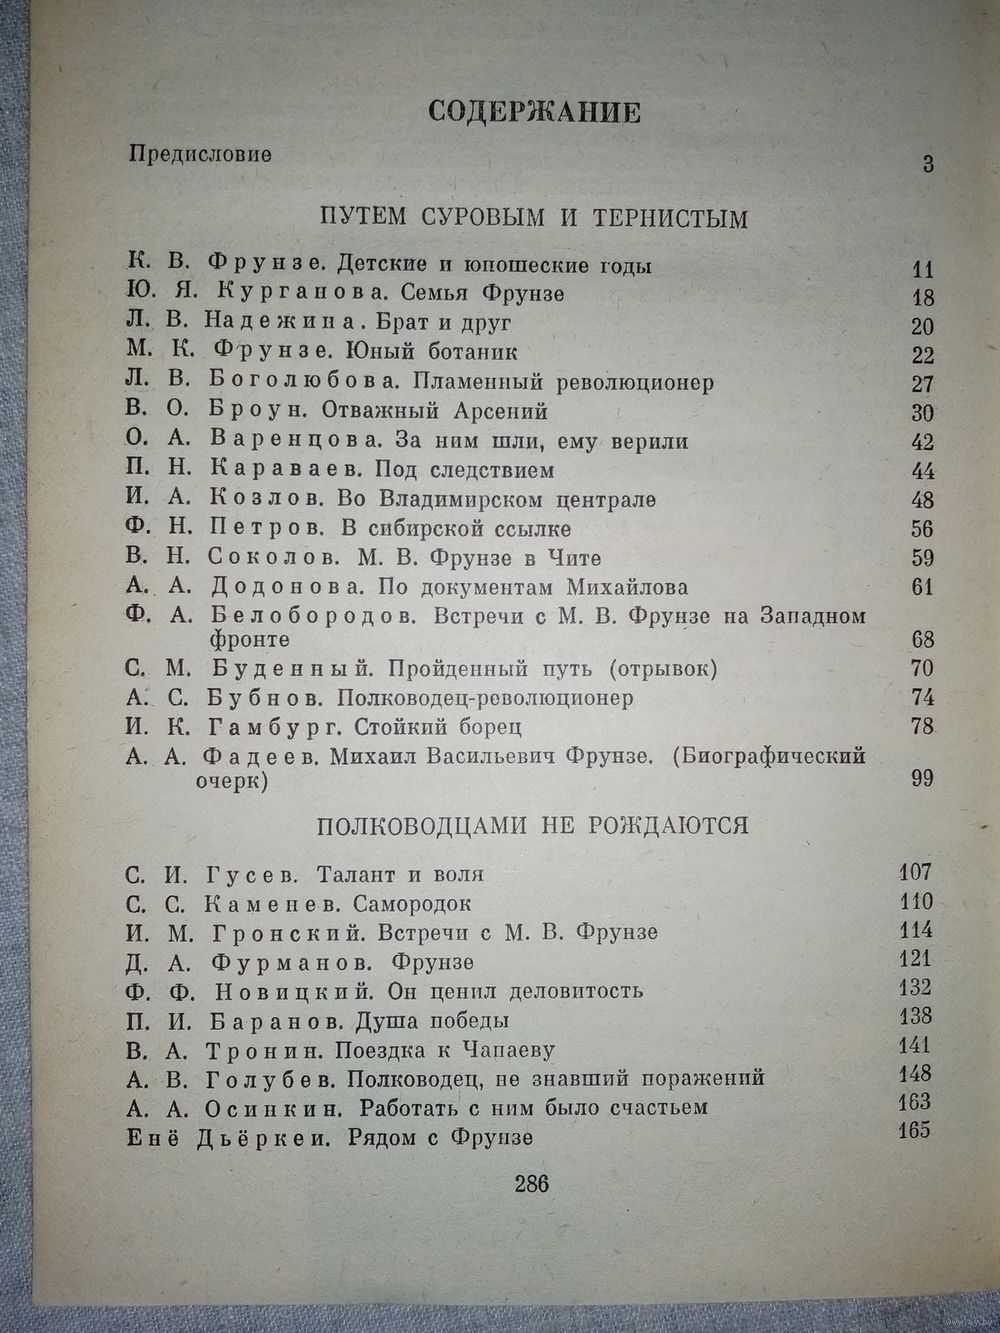 СОДЕРЖАНИЕ
Предисловие 3
ПУТЕМ СУРОВЫМ И ТЕРНИСТЫМ
К. В. Фрунзе. Детские и юношеские годы 11
Ю. Я. Курганова. Семья Фрунзе 18
Л. В. Надежина. Брат и друг 20
М. К. Фрунзе. Юный ботаник 22
Л. В. Боголюбова. Пламенный революционер 27
В. О. Броун. Отважный Арсений 30
О. А. Варенцова. За ним шли, ему верили 42
П. Н. Караваев. Под следствием 44
И. А. Козлов. Во Владимирском централе 48
Ф. Н. Петров. В сибирской ссылке 56
В. Н. Соколов. М. В. Фрунзе в Чите 59
А. А. Додонова. По документам Михайлова 61
Ф. А. Белобородов. Встречи с М. В. Фрунзе на Западном
фронте 68
С. М. Буденный. Пройденный путь (отрывок) 70
А. С. Бубнов. Полководец-революционер 74
И. К. Гамбург. Стойкий борец 78
А. А. Фадеев. Михаил Васильевич Фрунзе. (Биографический
очерк) 99
ПОЛКОВОДЦАМИ НЕ РОЖДАЮТСЯ
С. И. Гусев. Талант и воля 107
С. С. Каменев. Самородок 110
И. М. Гронский. Встречи с М. В. Фрунзе 114
Д. А. Фурманов. Фрунзе 121
Ф. Ф. Новицкий. Он ценил деловитость 132
П. И. Баранов. Душа победы 138
В. А. Тронин. Поездка к Чапаеву 141
А. В. Голубев. Полководец, не знавший поражений 148
А. А. Осинкин. Работать с ним было счастьем 163
Енё Дьёркеи. Рядом с Фрунзе 165
286